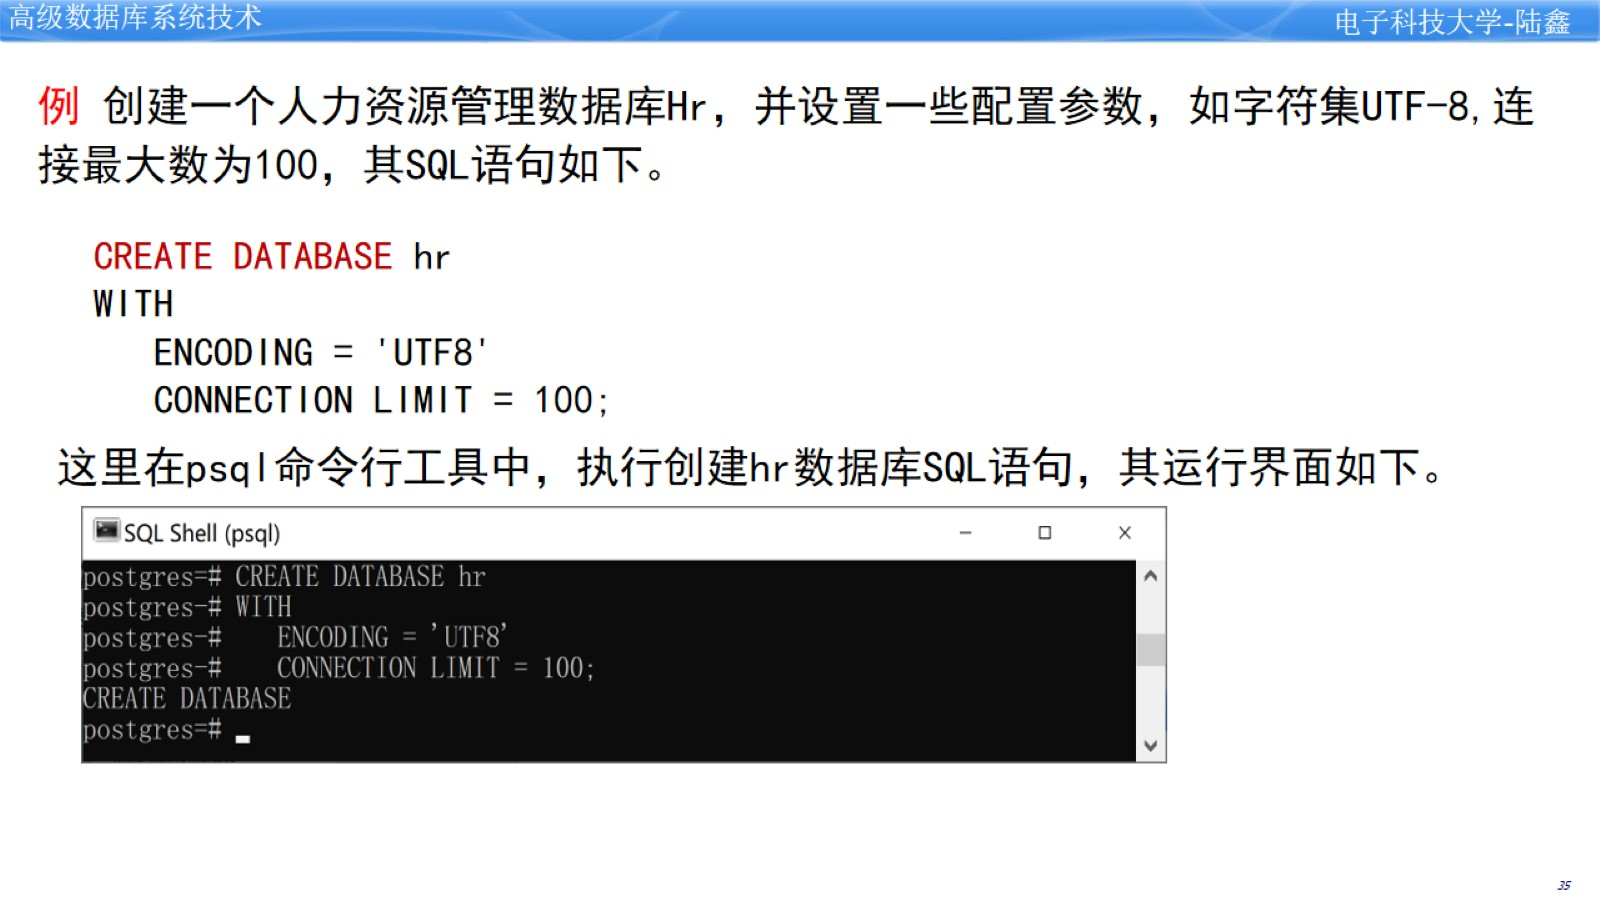 高级数据库系统技术
电子科技大学-陆鑫
例 创建一个人力资源管理数据库Hr，并设置一些配置参数，如字符集UTF-8,连
接最大数为100，其SQL语句如下。
CREATE DATABASE hr
WITH
ENCODING = 'UTF8'
CONNECTION LIMIT = 100;
这里在psql命令行工具中，执行创建hr数据库SQL语句，其运行界面如下。
SQL Shell (psql)
postgres=# CREATE DATABASE hr
postgres-# WITH
postgres-#    ENCODING = 'UTF8'
postgres-#    CONNECTION LIMIT = 100;
CREATE DATABASE
postgres=#
35